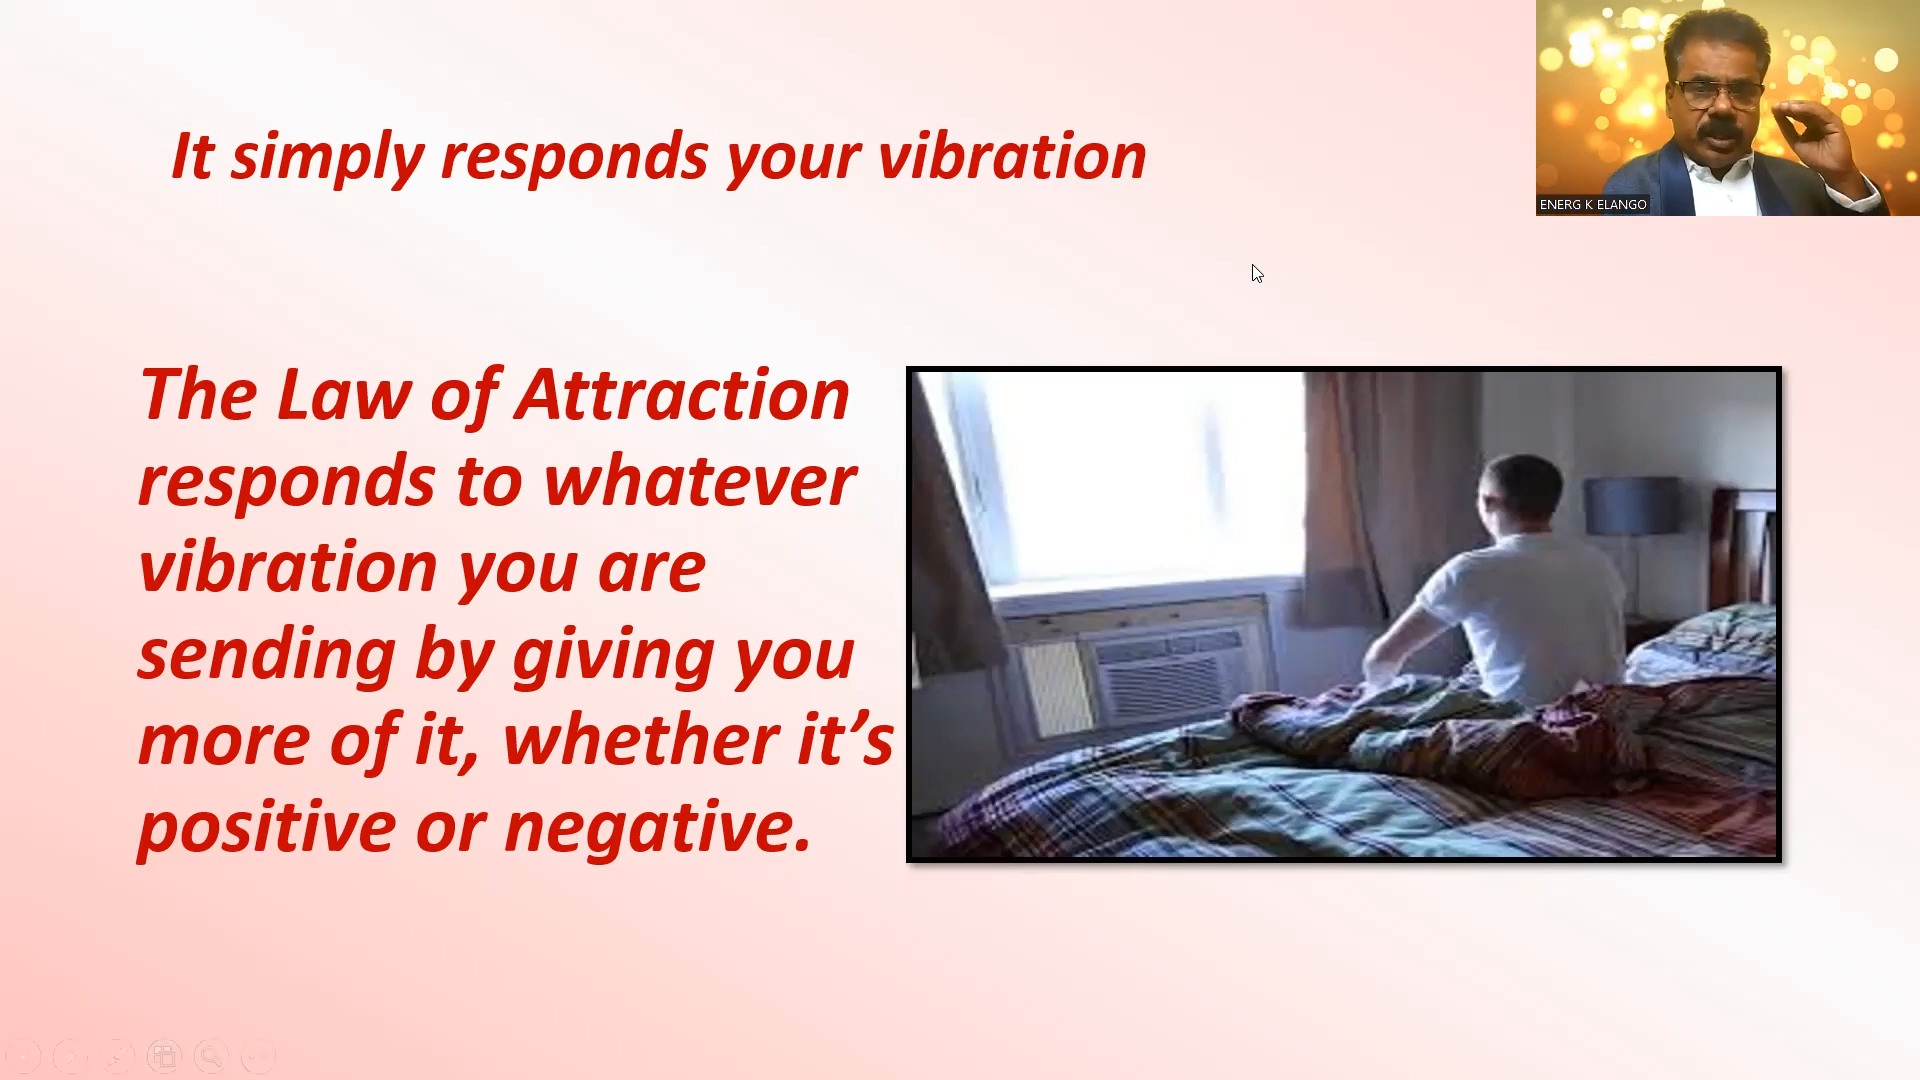 It simply responds your vibration
ENERG K ELANGO
The Law of Attraction
responds to whatever
vibration you are
sending by giving you
more of it, whether it’s
positive or negative.